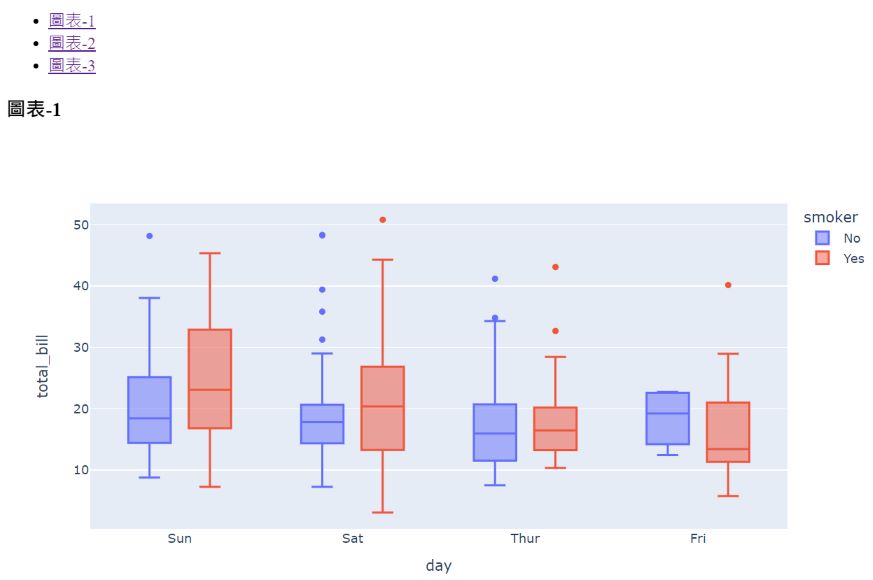 圖表-1
圖表-2
圖表-3
圖表-1
smoker
No
Yes
50
40
30
20
10
total_bill
Sun Sat Thur Fri
day